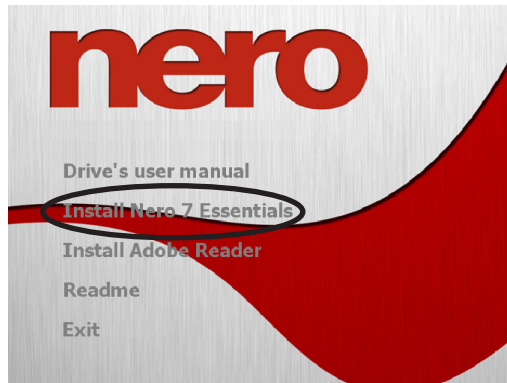 nero
Drive's user manual
Install Nero 7 Essentials
Install Adobe Reader
Readme
Exit